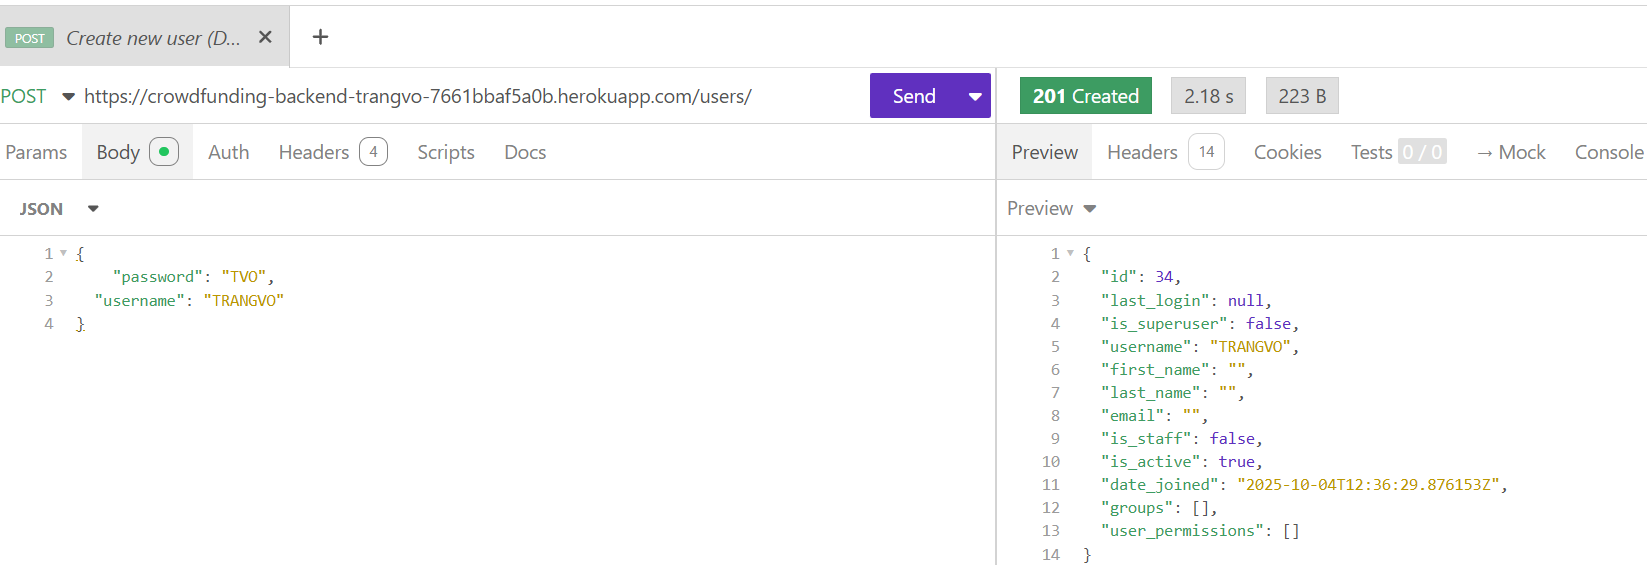 POST Create new user (D... × +
POST https://crowdfunding-backend-trangvo-7661bbaf5a0b.herokuapp.com/users/ Send
201 Created 2.18 s 223 B
Params Body Auth Headers 4 Scripts Docs
Preview Headers 14 Cookies Tests 0 / 0 → Mock Console
JSON
Preview
1 {
2 "password": "TVO",
3 "username": "TRANGVO"
4 }
1 {
2 "id": 34,
3 "last_login": null,
4 "is_superuser": false,
5 "username": "TRANGVO",
6 "first_name": "",
7 "last_name": "",
8 "email": "",
9 "is_staff": false,
10 "is_active": true,
11 "date_joined": "2025-10-04T12:36:29.876153Z",
12 "groups": [],
13 "user_permissions": []
14 }